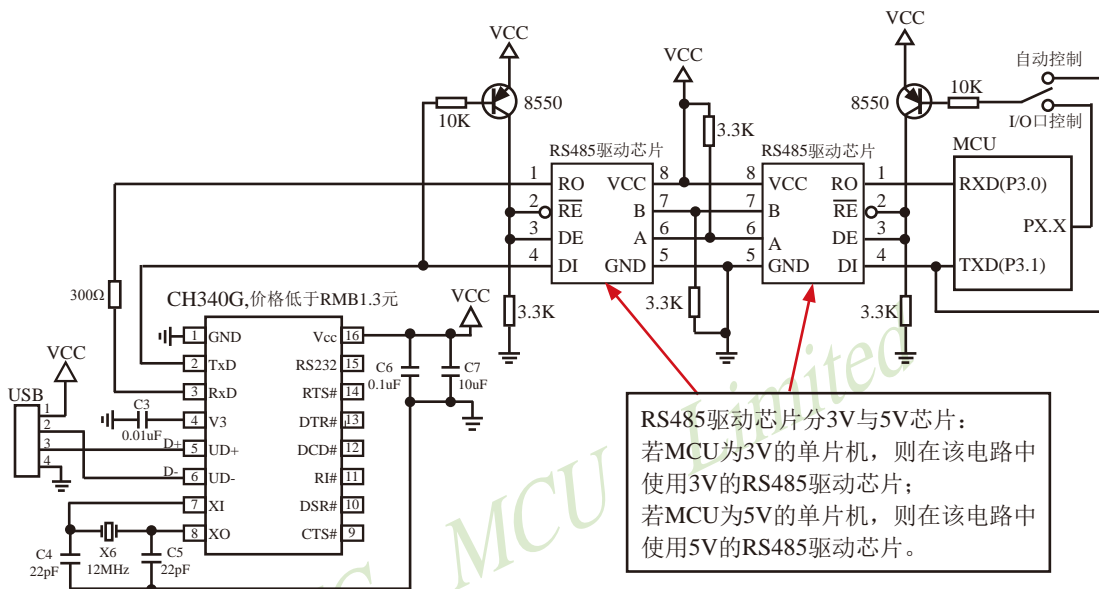 VCC
8550
10K
VCC
3.3K
VCC
8550
10K
自动控制
I/O口控制
MCU
RXD(P3.0)
PX.X
TXD(P3.1)
RS485驱动芯片
1 RO VCC 8
2 RE B 7
3 DE A 6
4 DI GND 5
RS485驱动芯片
8 VCC RO 1
7 B RE 2
6 A DE 3
5 GND DI 4
3.3K
3.3K
3.3K
300Ω
CH340G,价格低于RMB1.3元
1 GND Vcc 16
2 TxD RS232 15
3 RxD RTS# 14
4 V3 DTR# 13
5 UD+ DCD# 12
6 UD- RI# 11
7 XI DSR# 10
8 XO CTS# 9
VCC
C6
0.1uF
C7
10uF
VCC
USB
1
2
3
4
C3
0.01uF
D+
D-
C4
22pF
X6
12MHz
C5
22pF
RS485驱动芯片分3V与5V芯片：
若MCU为3V的单片机，则在该电路中
使用3V的RS485驱动芯片；
若MCU为5V的单片机，则在该电路中
使用5V的RS485驱动芯片。
MCU Limited